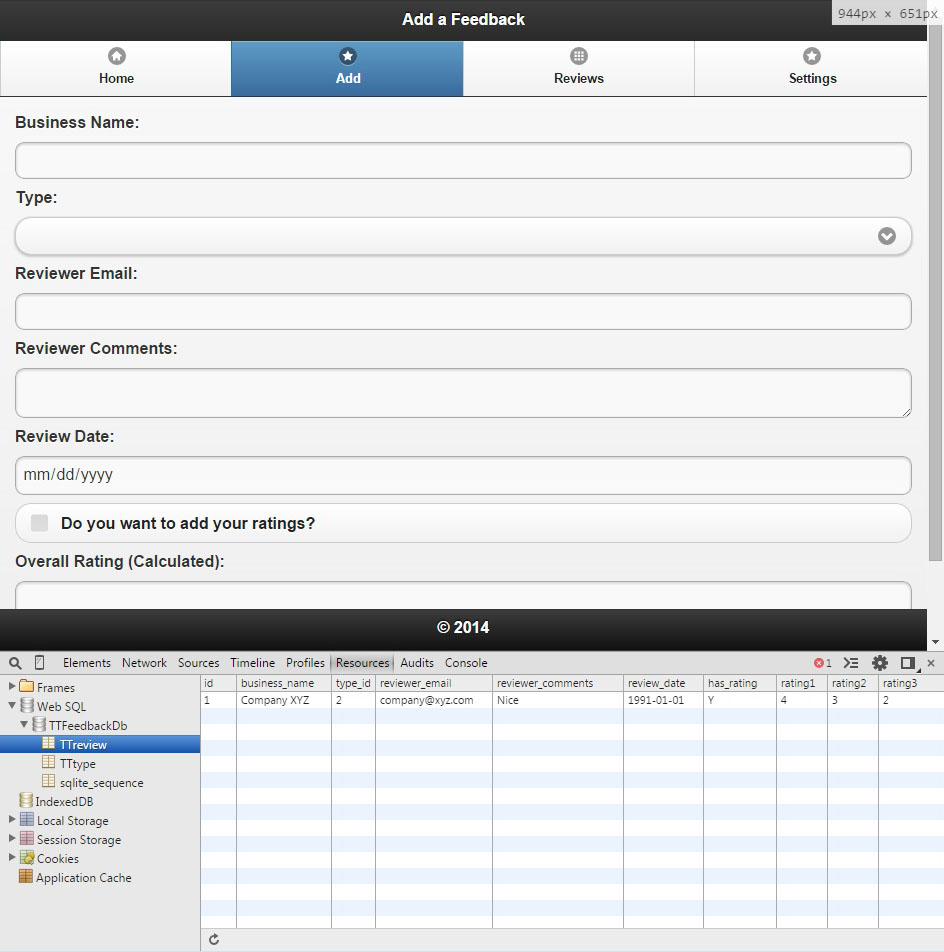 Add a Feedback
944px × 651px
Home Add Reviews Settings
Business Name:
Type:
Reviewer Email:
Reviewer Comments:
Review Date:
mm/dd/yyyy
Do you want to add your ratings?
Overall Rating (Calculated):
© 2014
Elements Network Sources Timeline Profiles Resources Audits Console 1
Frames
Web SQL
TTFeedbackDb
TTreview
TTtype
sqlite_sequence
IndexedDB
Local Storage
Session Storage
Cookies
Application Cache
id business_name type_id reviewer_email reviewer_comments review_date has_rating rating1 rating2 rating3
1 Company XYZ 2 company@xyz.com Nice 1991-01-01 Y 4 3 2